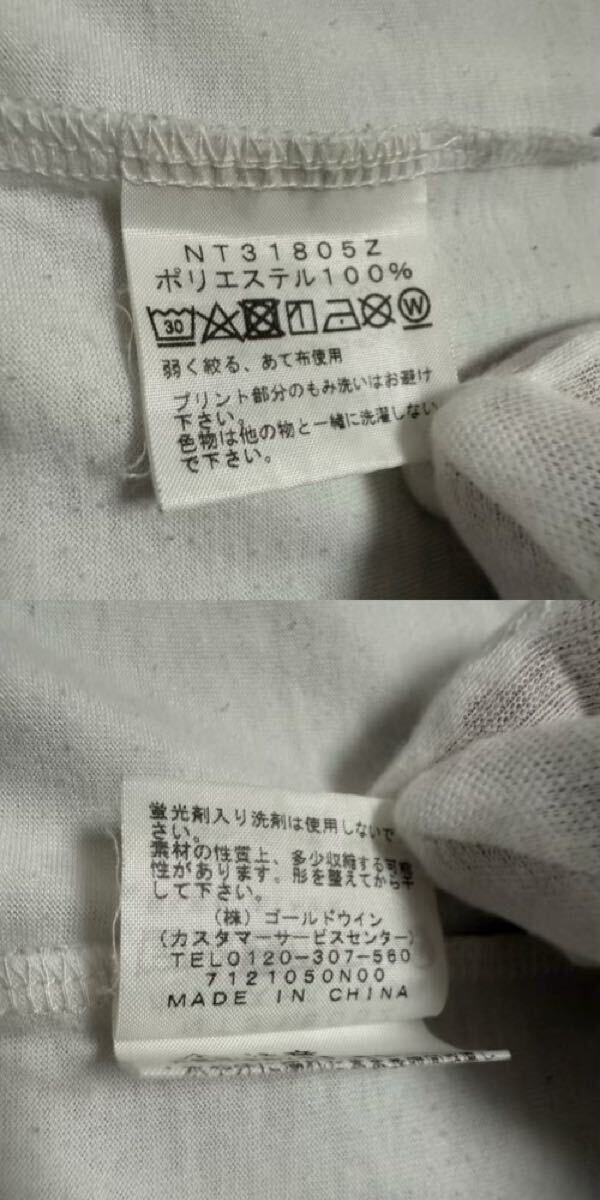 NT31805Z
ポリエステル100%
30 W
弱く絞る、あて布使用
プリント部分のもみ洗いはお避け
下さい。
色物は他の物と一緒に洗濯しない
で下さい。
蛍光剤入り洗剤は使用しないで
さい。
素材の性質上、多少収縮する可能
性があります。形を整えてから干
して下さい。
(株)ゴールドウイン
(カスタマーサービスセンター)
TEL0120-307-560
7121050N00
MADE IN CHINA